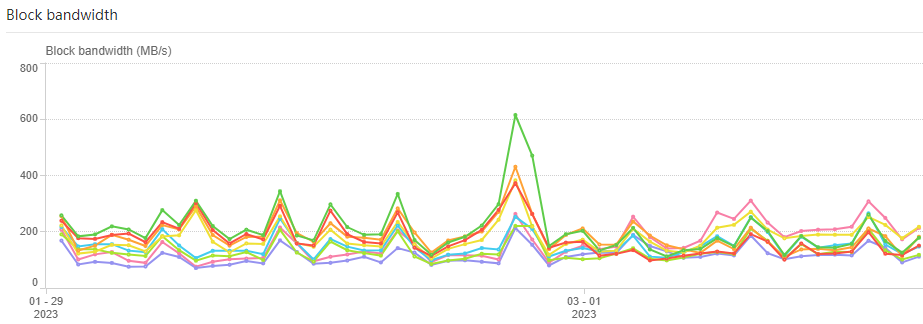 Block bandwidth
Block bandwidth (MB/s)
800
600
400
200
0
01 - 29
2023
03 - 01
2023